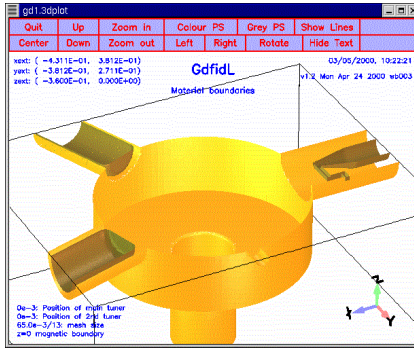 gd1.3dplot
Quit Up Zoom in Colour PS Grey PS Show Lines
Center Down Zoom out Left Right Rotate Hide Text
xext: ( -4.311E-01, 3.812E-01)
yext: ( -3.812E-01, 2.711E-01)
zext: ( -3.600E-01, 0.000E+00)
03/05/2000, 10:22:21
GdfidL
v1.2 Mon Apr 24 2000 wb003
Material boundaries
0e-3: Position of main tuner
0e-3: Position of 2nd tuner
65.0e-3/13: mesh size
z=0 magnetic boundary
Z
X
Y